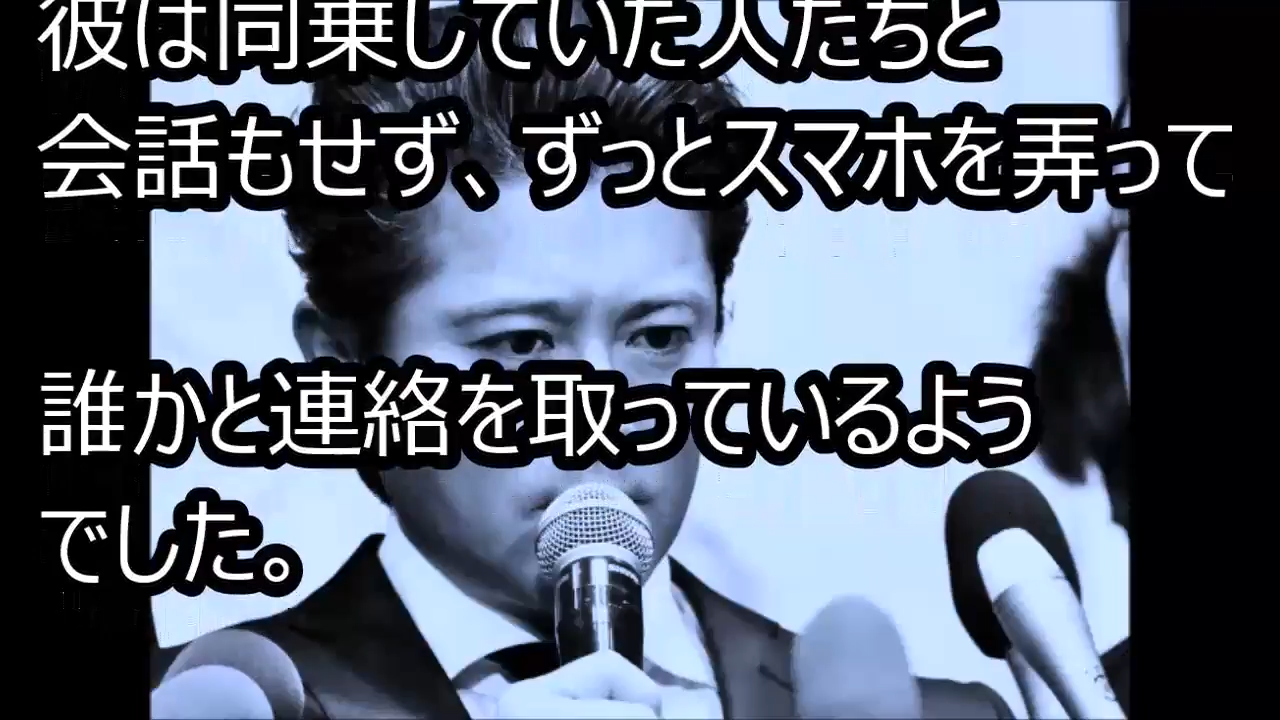 彼は同乗していた人たちと
会話もせず、ずっとスマホを弄って
誰かと連絡を取っているよう
でした。